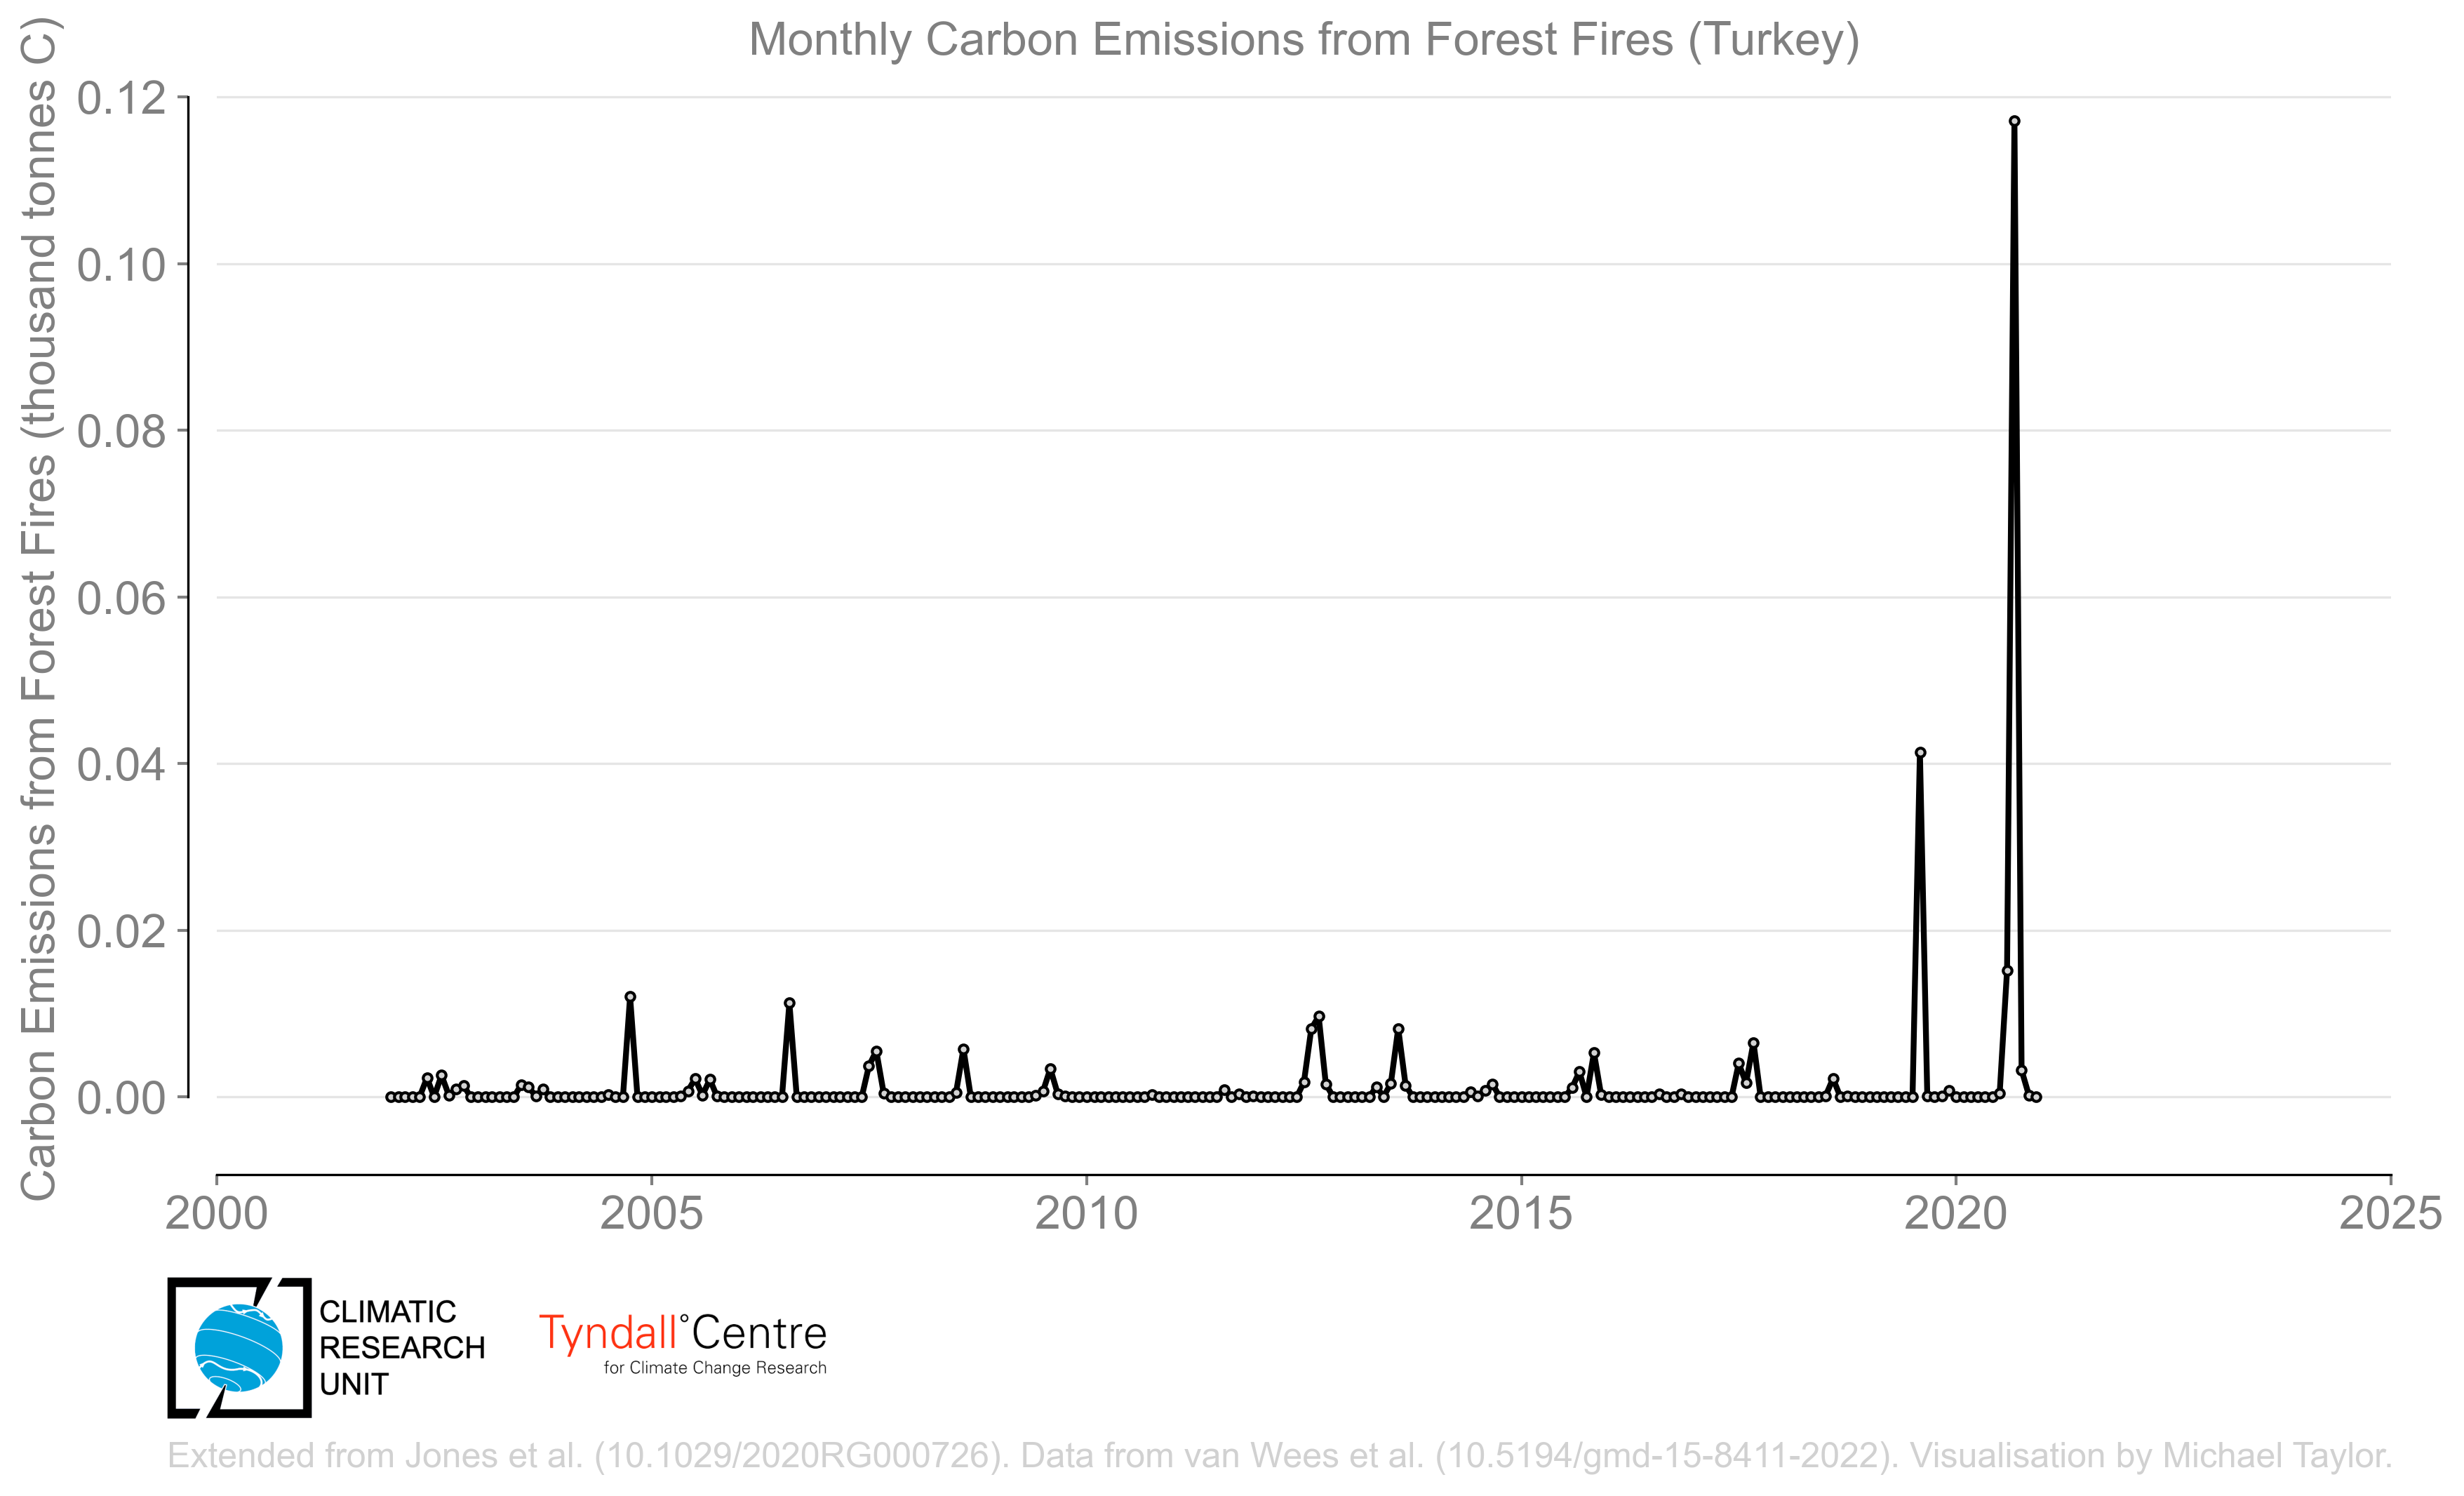 Monthly Carbon Emissions from Forest Fires (Turkey)
Carbon Emissions from Forest Fires (thousand tonnes C)
0.12
0.10
0.08
0.06
0.04
0.02
0.00
2000 2005 2010 2015 2020 2025
CLIMATIC
RESEARCH
UNIT
Tyndall°Centre
for Climate Change Research
Extended from Jones et al. (10.1029/2020RG000726). Data from van Wees et al. (10.5194/gmd-15-8411-2022). Visualisation by Michael Taylor.